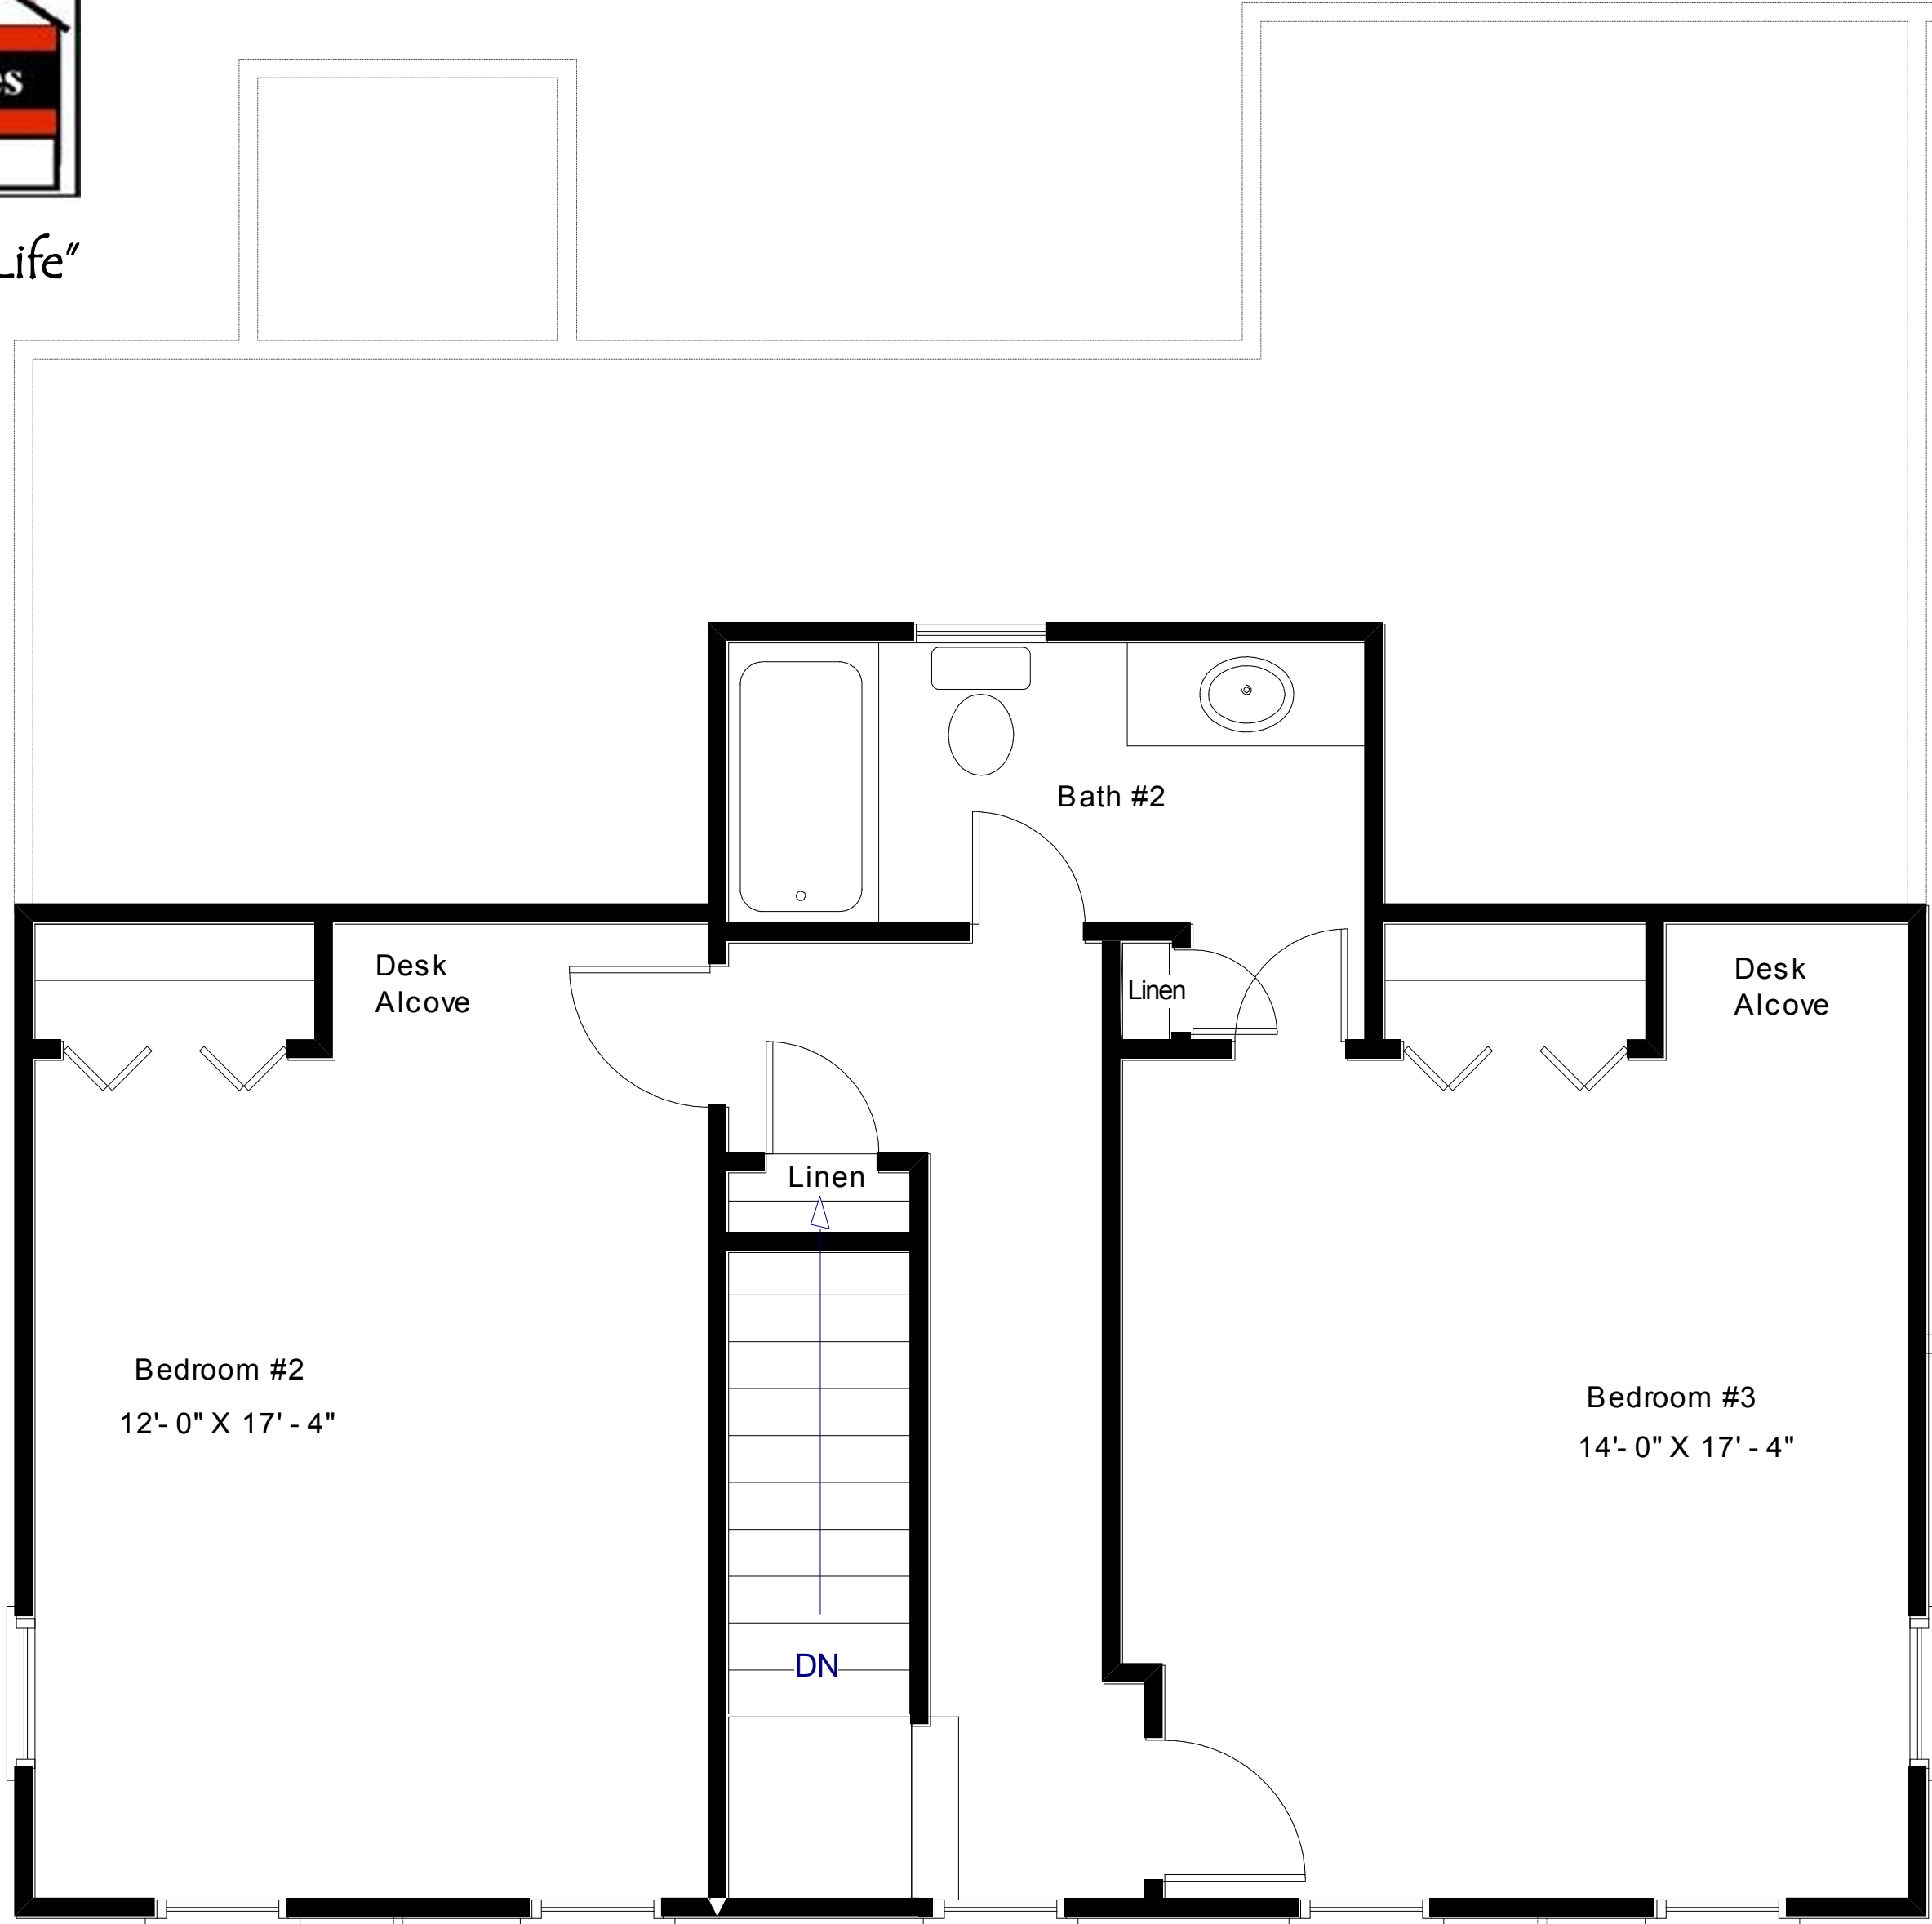 es
Life"
Bath #2
Desk
Alcove
Desk
Alcove
Linen
Linen
Bedroom #2
12'- 0" X 17' - 4"
Bedroom #3
14'- 0" X 17' - 4"
DN